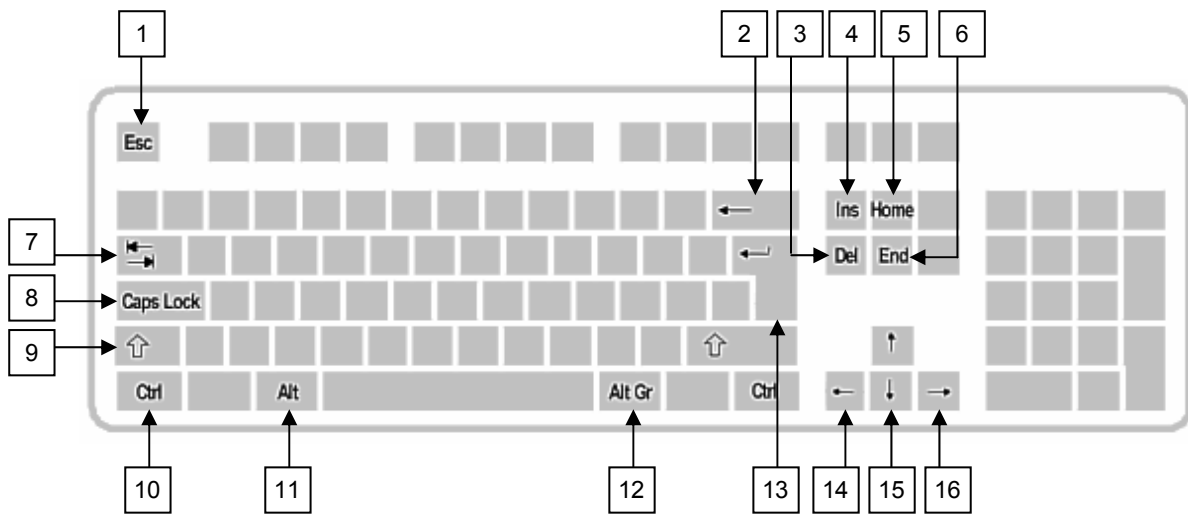 1 2 3 4 5 6
Esc
Ins Home
7
Del End
8 Caps Lock
9
Ctrl Alt Alt Gr Ctrl
10 11 12 13 14 15 16